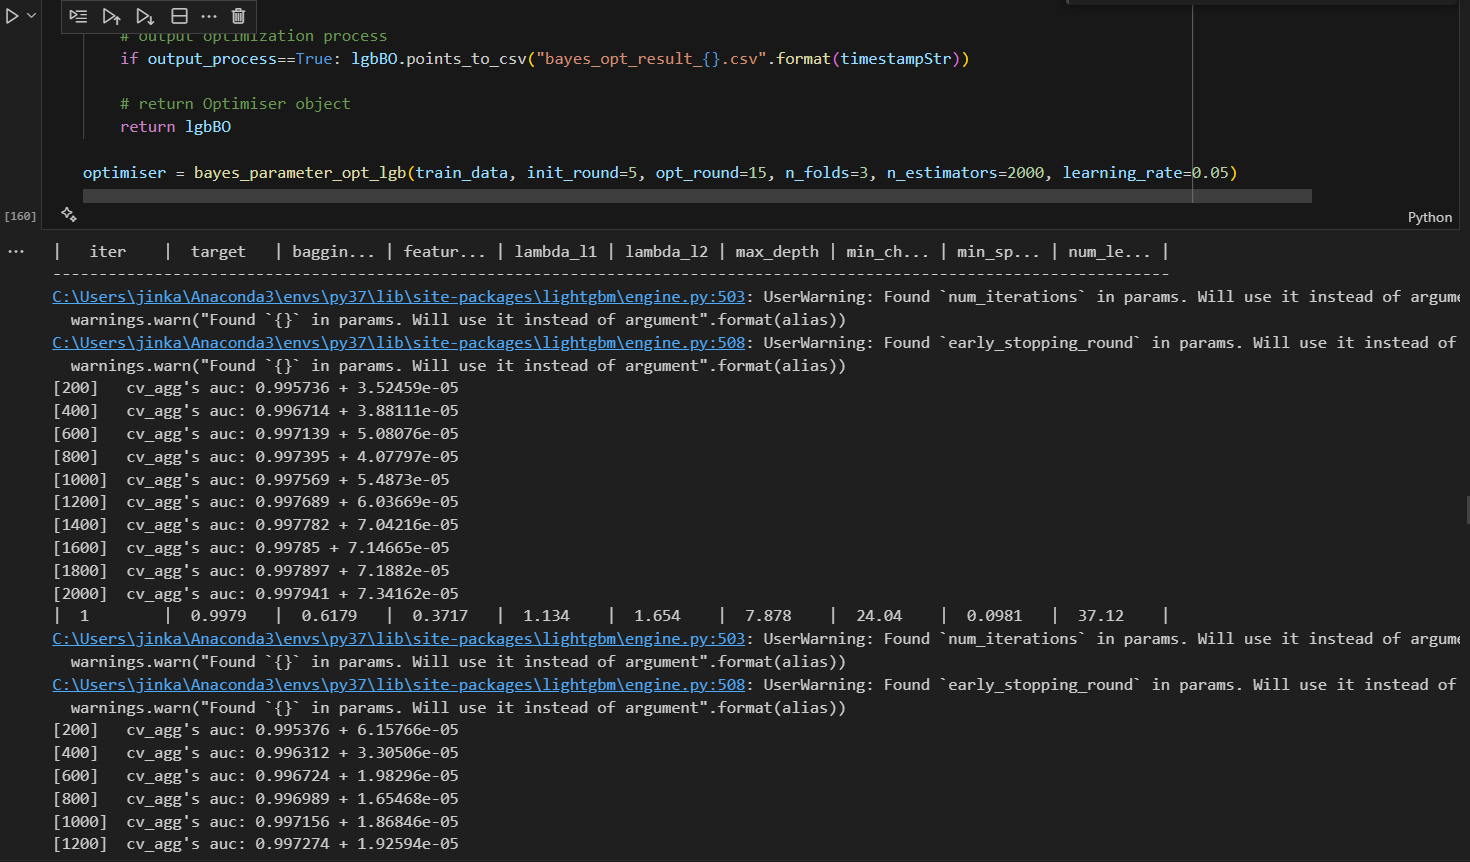 # output optimization process
if output_process==True: lgbBO.points_to_csv("bayes_opt_result_{}.csv".format(timestampStr))
# return Optimiser object
return lgbBO
optimiser = bayes_parameter_opt_lgb(train_data, init_round=5, opt_round=15, n_folds=3, n_estimators=2000, learning_rate=0.05)
[160]
Python
|   iter    |  target   | baggin... | featur... | lambda_l1 | lambda_l2 | max_depth | min_ch... | min_sp... | num_le... |
-------------------------------------------------------------------------------------------------------------------------
C:\Users\jinka\Anaconda3\envs\py37\lib\site-packages\lightgbm\engine.py:503: UserWarning: Found `num_iterations` in params. Will use it instead of argume
warnings.warn("Found `{}` in params. Will use it instead of argument".format(alias))
C:\Users\jinka\Anaconda3\envs\py37\lib\site-packages\lightgbm\engine.py:508: UserWarning: Found `early_stopping_round` in params. Will use it instead of
warnings.warn("Found `{}` in params. Will use it instead of argument".format(alias))
[200]	cv_agg's auc: 0.995736 + 3.52459e-05
[400]	cv_agg's auc: 0.996714 + 3.88111e-05
[600]	cv_agg's auc: 0.997139 + 5.08076e-05
[800]	cv_agg's auc: 0.997395 + 4.07797e-05
[1000]	cv_agg's auc: 0.997569 + 5.4873e-05
[1200]	cv_agg's auc: 0.997689 + 6.03669e-05
[1400]	cv_agg's auc: 0.997782 + 7.04216e-05
[1600]	cv_agg's auc: 0.99785 + 7.14665e-05
[1800]	cv_agg's auc: 0.997897 + 7.1882e-05
[2000]	cv_agg's auc: 0.997941 + 7.34162e-05
|  1        |  0.9979   |  0.6179   |  0.3717   |  1.134    |  1.654    |  7.878    |  24.04    |  0.0981   |  37.12    |
C:\Users\jinka\Anaconda3\envs\py37\lib\site-packages\lightgbm\engine.py:503: UserWarning: Found `num_iterations` in params. Will use it instead of argume
warnings.warn("Found `{}` in params. Will use it instead of argument".format(alias))
C:\Users\jinka\Anaconda3\envs\py37\lib\site-packages\lightgbm\engine.py:508: UserWarning: Found `early_stopping_round` in params. Will use it instead of
warnings.warn("Found `{}` in params. Will use it instead of argument".format(alias))
[200]	cv_agg's auc: 0.995376 + 6.15766e-05
[400]	cv_agg's auc: 0.996312 + 3.30506e-05
[600]	cv_agg's auc: 0.996724 + 1.98296e-05
[800]	cv_agg's auc: 0.996989 + 1.65468e-05
[1000]	cv_agg's auc: 0.997156 + 1.86846e-05
[1200]	cv_agg's auc: 0.997274 + 1.92594e-05